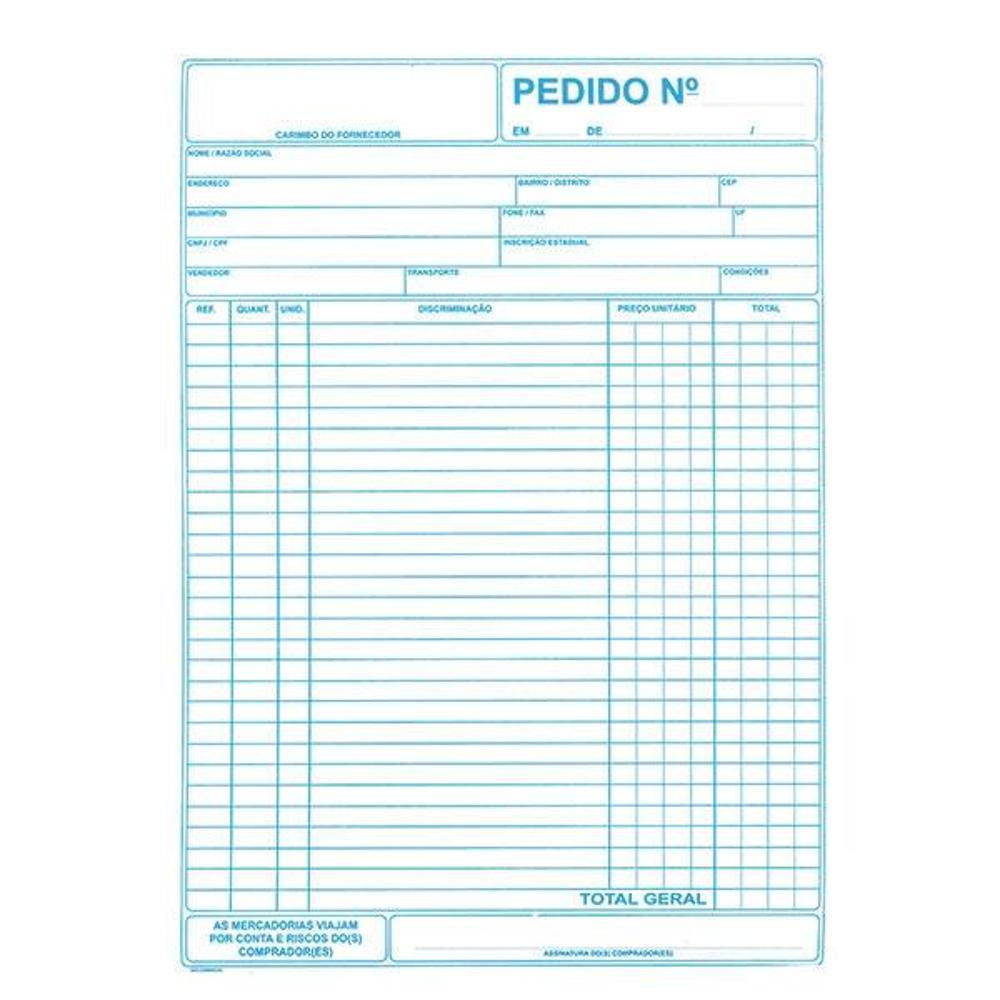 PEDIDO Nº
CARIMBO DO FORNECEDOR
EM DE /
NOME / RAZÃO SOCIAL
ENDEREÇO BAIRRO / DISTRITO CEP
MUNICÍPIO FONE / FAX UF
CNPJ / CPF INSCRIÇÃO ESTADUAL
VENDEDOR TRANSPORTE CONDIÇÕES
REF. QUANT. UNID. DISCRIMINAÇÃO PREÇO UNITÁRIO TOTAL
TOTAL GERAL
AS MERCADORIAS VIAJAM
POR CONTA E RISCOS DO(S)
COMPRADOR(ES)
ASSINATURA DO(S) COMPRADOR(ES)